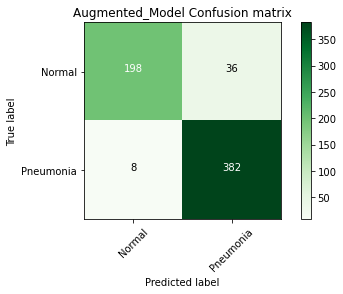 Augmented_Model Confusion matrix
True label
Normal
198
36
Pneumonia
8
382
Normal
Pneumonia
Predicted label
350
300
250
200
150
100
50